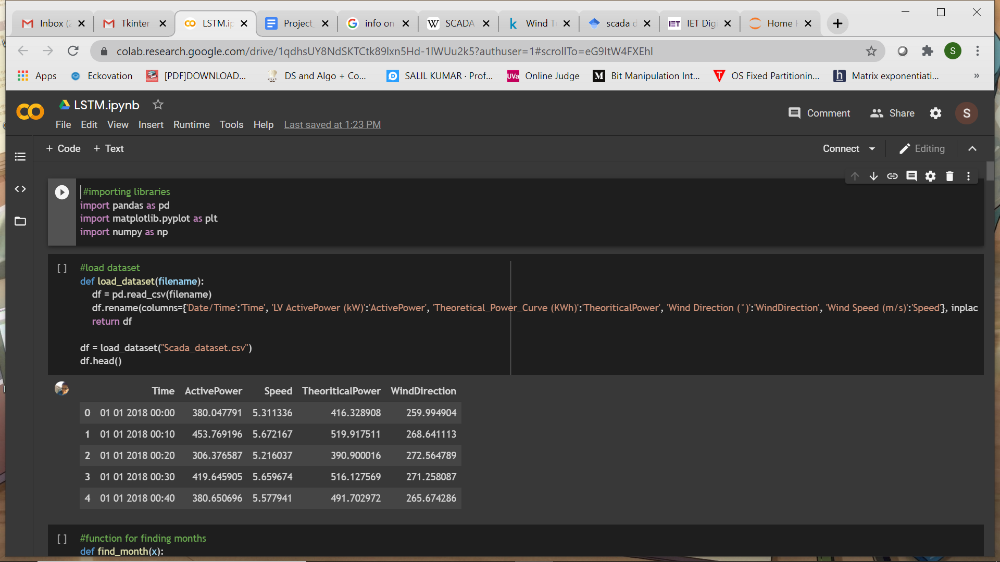 Inbox (
Tkinter
LSTM.ip
Project_
info on
SCADA
Wind T
scada d
IET Digi
Home
colab.research.google.com/drive/1qdhsUY8NdSKTCtk89lxn5Hd-1lWUu2k5?authuser=1#scrollTo=eG9ItW4FXEhl
S
Apps
Eckovation
[PDF]DOWNLOAD...
DS and Algo + Co...
SALIL KUMAR · Prof...
UVa
Online Judge
Bit Manipulation Int...
OS Fixed Partitionin...
Matrix exponentiati...
»
LSTM.ipynb
Comment
Share
S
File Edit View Insert Runtime Tools Help Last saved at 1:23 PM
+ Code + Text
Connect
Editing
#importing libraries
import pandas as pd
import matplotlib.pyplot as plt
import numpy as np
[ ]
#load dataset
def load_dataset(filename):
df = pd.read_csv(filename)
df.rename(columns={'Date/Time':'Time', 'LV ActivePower (kW)':'ActivePower', 'Theoretical_Power_Curve (KWh)':'TheoriticalPower', 'Wind Direction (°)':'WindDirection', 'Wind Speed (m/s)':'Speed'}, inplac
return df
df = load_dataset("Scada_dataset.csv")
df.head()
Time ActivePower Speed TheoriticalPower WindDirection
0 01 01 2018 00:00 380.047791 5.311336 416.328908 259.994904
1 01 01 2018 00:10 453.769196 5.672167 519.917511 268.641113
2 01 01 2018 00:20 306.376587 5.216037 390.900016 272.564789
3 01 01 2018 00:30 419.645905 5.659674 516.127569 271.258087
4 01 01 2018 00:40 380.650696 5.577941 491.702972 265.674286
[ ]
#function for finding months
def find_month(x):